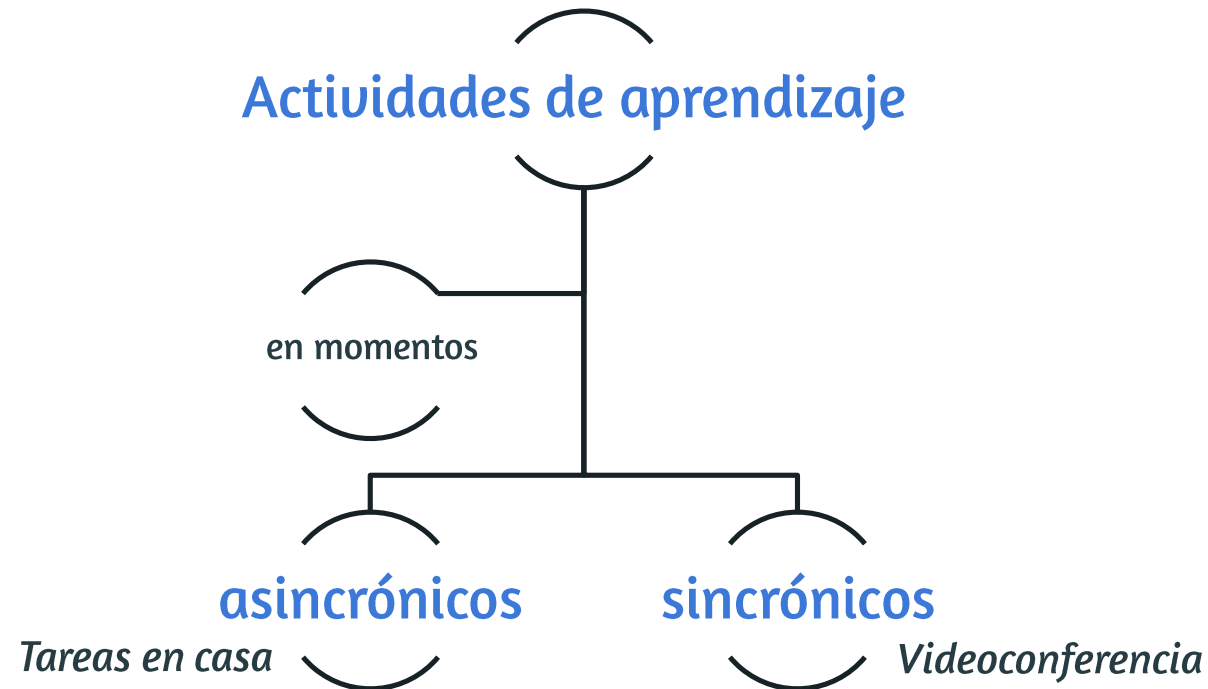 Actividades de aprendizaje
en momentos
asincrónicos
sincrónicos
Tareas en casa
Videoconferencia